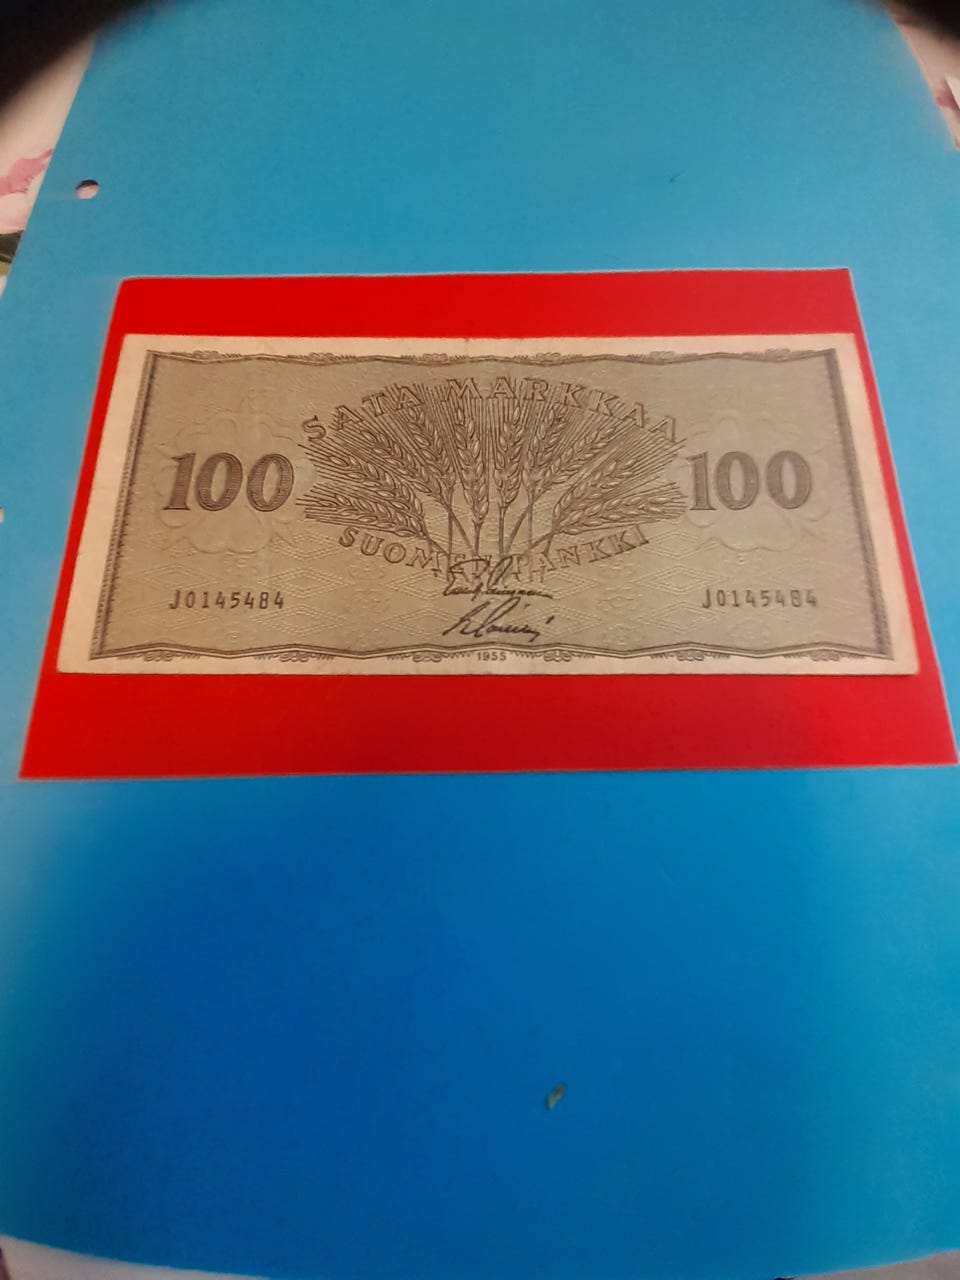 SATA MARKKAA
100 100
SUOMEN PANKKI
J0145484 J0145484
1955